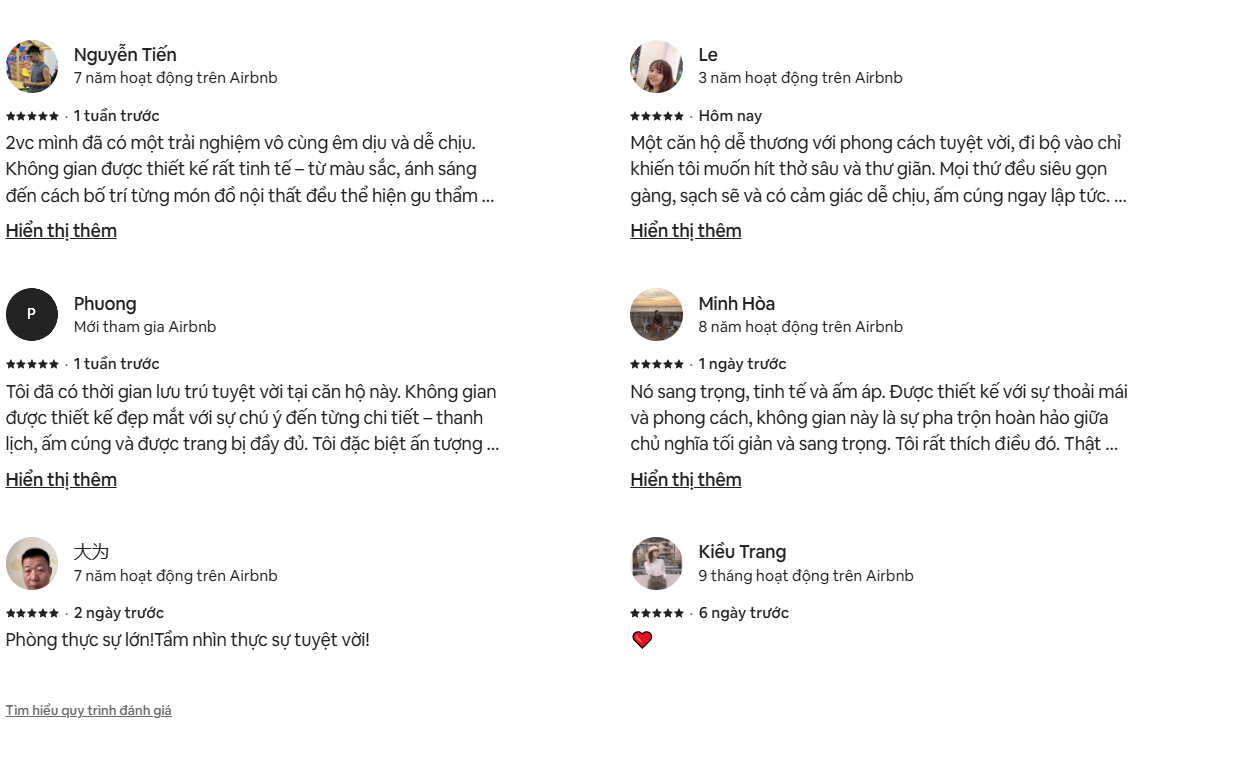 Nguyễn Tiến
7 năm hoạt động trên Airbnb
★★★★★ · 1 tuần trước
2vc mình đã có một trải nghiệm vô cùng êm dịu và dễ chịu.
Không gian được thiết kế rất tinh tế – từ màu sắc, ánh sáng
đến cách bố trí từng món đồ nội thất đều thể hiện gu thẩm ...
Hiển thị thêm
Le
3 năm hoạt động trên Airbnb
★★★★★ · Hôm nay
Một căn hộ dễ thương với phong cách tuyệt vời, đi bộ vào chỉ
khiến tôi muốn hít thở sâu và thư giãn. Mọi thứ đều siêu gọn
gàng, sạch sẽ và có cảm giác dễ chịu, ấm cúng ngay lập tức. ...
Hiển thị thêm
P
Phuong
Mới tham gia Airbnb
★★★★★ · 1 tuần trước
Tôi đã có thời gian lưu trú tuyệt vời tại căn hộ này. Không gian
được thiết kế đẹp mắt với sự chú ý đến từng chi tiết – thanh
lịch, ấm cúng và được trang bị đầy đủ. Tôi đặc biệt ấn tượng ...
Hiển thị thêm
Minh Hòa
8 năm hoạt động trên Airbnb
★★★★★ · 1 ngày trước
Nó sang trọng, tinh tế và ấm áp. Được thiết kế với sự thoải mái
và phong cách, không gian này là sự pha trộn hoàn hảo giữa
chủ nghĩa tối giản và sang trọng. Tôi rất thích điều đó. Thật ...
Hiển thị thêm
大为
7 năm hoạt động trên Airbnb
★★★★★ · 2 ngày trước
Phòng thực sự lớn!Tầm nhìn thực sự tuyệt vời!
Kiều Trang
9 tháng hoạt động trên Airbnb
★★★★★ · 6 ngày trước
❤️
Tìm hiểu quy trình đánh giá